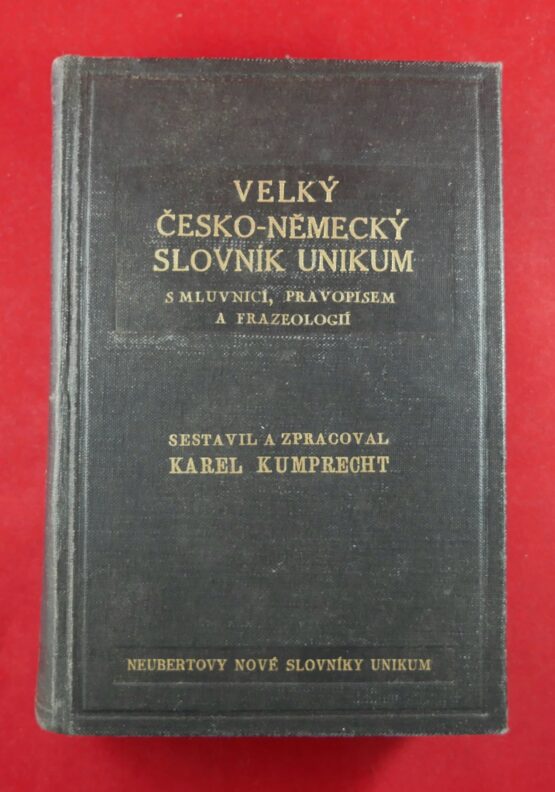 VELKÝ
ČESKO-NĚMECKÝ
SLOVNÍK UNIKUM
S MLUVNICÍ, PRAVOPISEM
A FRAZEOLOGIÍ
SESTAVIL A ZPRACOVAL
KAREL KUMPRECHT
NEUBERTOVY NOVÉ SLOVNÍKY UNIKUM